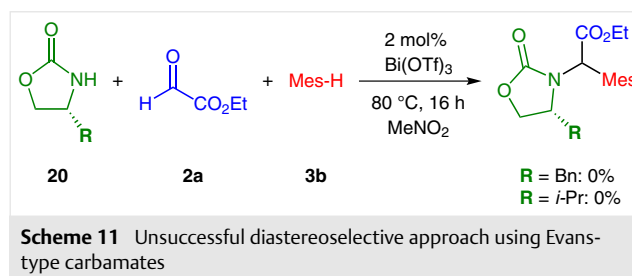 O
O
NH
R
+
H
O
CO₂Et
+
Mes-H
2 mol%
Bi(OTf)₃
80 °C, 16 h
MeNO₂
O
O
N
CO₂Et
Mes
R
20
2a
3b
R = Bn: 0%
R = i-Pr: 0%
Scheme 11 Unsuccessful diastereoselective approach using Evans-
type carbamates